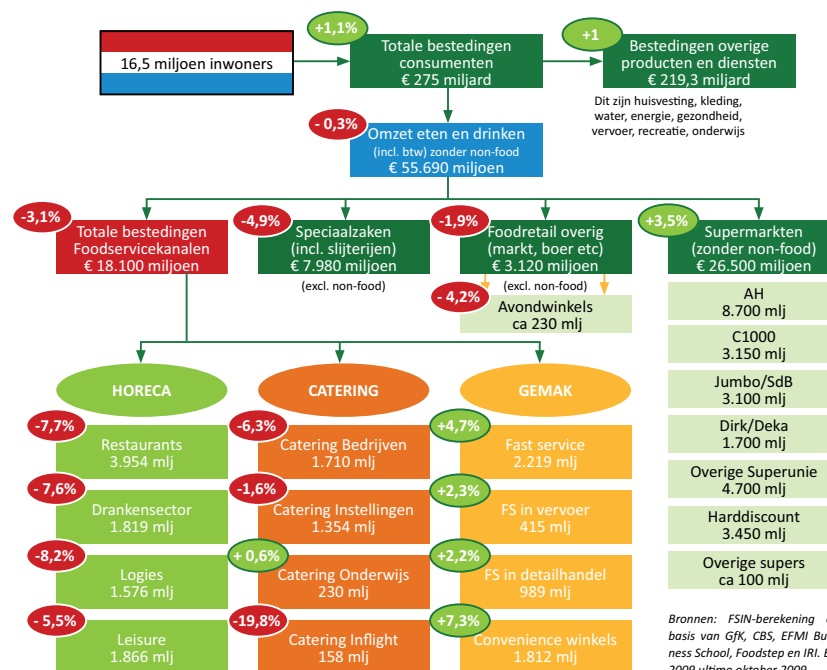 +1,1%
+1
16,5 miljoen inwoners
Totale bestedingen
consumenten
€ 275 miljard
Bestedingen overige
producten en diensten
€ 219,3 miljard
Dit zijn huisvesting, kleding,
water, energie, gezondheid,
vervoer, recreatie, onderwijs
- 0,3%
Omzet eten en drinken
(incl. btw) zonder non-food
€ 55.690 miljoen
-3,1%
Totale bestedingen
Foodservicekanalen
€ 18.100 miljoen
-4,9%
Speciaalzaken
(incl. slijterijen)
€ 7.980 miljoen
(excl. non-food)
-1,9%
Foodretail overig
(markt, boer etc)
€ 3.120 miljoen
(excl. non-food)
- 4,2%
Avondwinkels
ca 230 mlj
+3,5%
Supermarkten
(zonder non-food)
€ 26.500 miljoen
AH
8.700 mlj
C1000
3.150 mlj
Jumbo/SdB
3.100 mlj
Dirk/Deka
1.700 mlj
Overige Superunie
4.700 mlj
Harddiscount
3.450 mlj
Overige supers
ca 100 mlj
HORECA
-7,7%
Restaurants
3.954 mlj
- 7,6%
Drankensector
1.819 mlj
-8,2%
Logies
1.576 mlj
- 5,5%
Leisure
1.866 mlj
CATERING
-6,3%
Catering Bedrijven
1.710 mlj
-1,6%
Catering Instellingen
1.354 mlj
+ 0,6%
Catering Onderwijs
230 mlj
-19,8%
Catering Inflight
158 mlj
GEMAK
+4,7%
Fast service
2.219 mlj
+2,3%
FS in vervoer
415 mlj
+2,2%
FS in detailhandel
989 mlj
+7,3%
Convenience winkels
1.812 mlj
Bronnen: FSIN-berekening
basis van GfK, CBS, EFMI Bu
ness School, Foodstep en IRI.
2009 ultimo oktober 2009